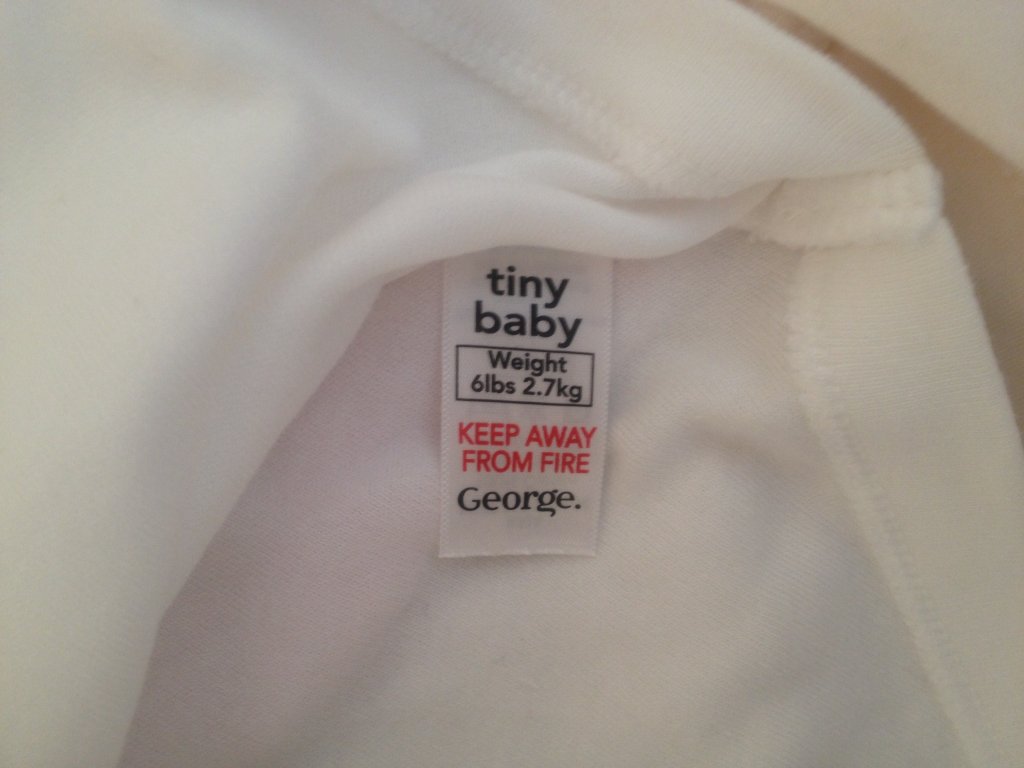 tiny
baby
Weight
6lbs 2.7kg
KEEP AWAY
FROM FIRE
George.